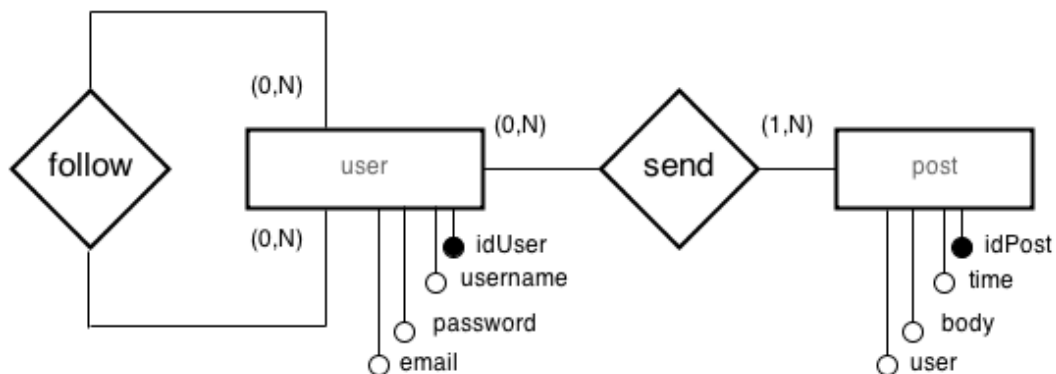 (0,N)
(0,N)
(1,N)
follow
user
send
post
(0,N)
idUser
idPost
username
time
password
body
email
user